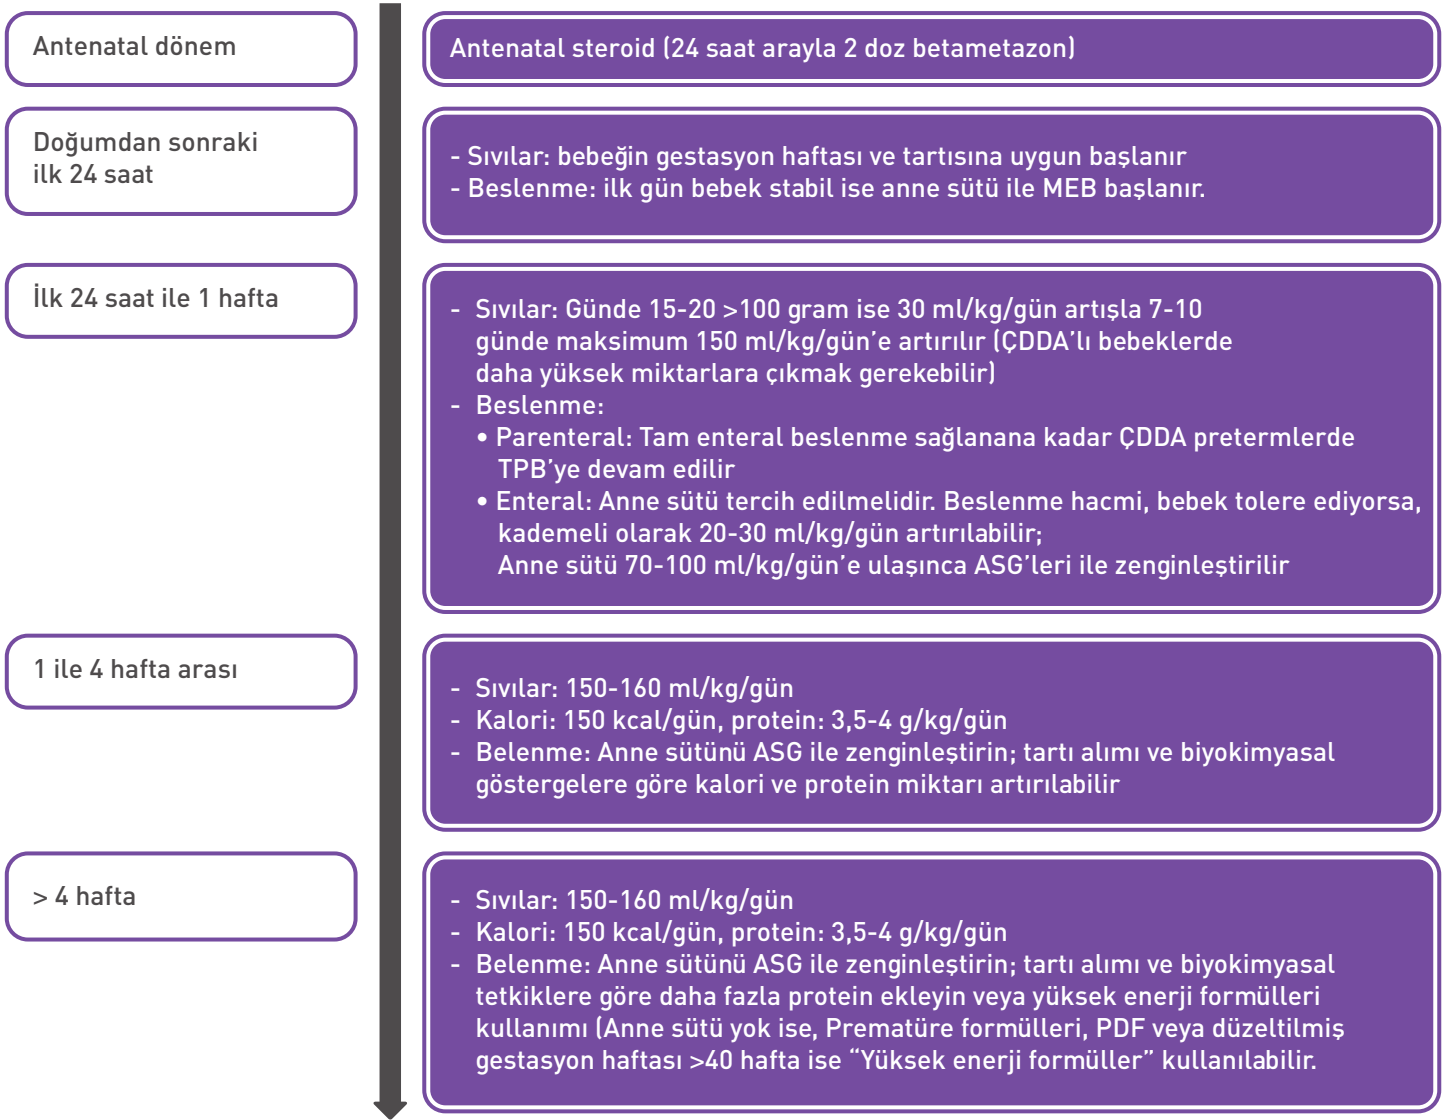 Antenatal dönem
Antenatal steroid (24 saat arayla 2 doz betametazon)
Doğumdan sonraki
ilk 24 saat
- Sıvılar: bebeğin gestasyon haftası ve tartısına uygun başlanır
- Beslenme: ilk gün bebek stabil ise anne sütü ile MEB başlanır.
İlk 24 saat ile 1 hafta
- Sıvılar: Günde 15-20 >100 gram ise 30 ml/kg/gün artışla 7-10
günde maksimum 150 ml/kg/gün’e artırılır (ÇDDA’lı bebeklerde
daha yüksek miktarlara çıkmak gerekebilir)
- Beslenme:
• Parenteral: Tam enteral beslenme sağlanana kadar ÇDDA pretermlerde
TPB’ye devam edilir
• Enteral: Anne sütü tercih edilmelidir. Beslenme hacmi, bebek tolere ediyorsa,
kademeli olarak 20-30 ml/kg/gün artırılabilir;
Anne sütü 70-100 ml/kg/gün’e ulaşınca ASG’leri ile zenginleştirilir
1 ile 4 hafta arası
- Sıvılar: 150-160 ml/kg/gün
- Kalori: 150 kcal/gün, protein: 3,5-4 g/kg/gün
- Belenme: Anne sütünü ASG ile zenginleştirin; tartı alımı ve biyokimyasal
göstergelere göre kalori ve protein miktarı artırılabilir
> 4 hafta
- Sıvılar: 150-160 ml/kg/gün
- Kalori: 150 kcal/gün, protein: 3,5-4 g/kg/gün
- Belenme: Anne sütünü ASG ile zenginleştirin; tartı alımı ve biyokimyasal
tetkiklere göre daha fazla protein ekleyin veya yüksek enerji formülleri
kullanımı (Anne sütü yok ise, Prematüre formülleri, PDF veya düzeltilmiş
gestasyon haftası >40 hafta ise “Yüksek enerji formüller” kullanılabilir.